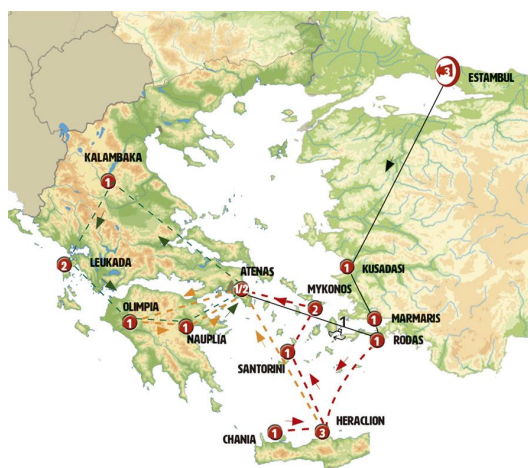 3
ESTAMBUL
KALAMBAKA
1
2
LEUKADA
ATENAS
1/2
1
KUSADASI
MYKONOS
2
OLIMPIA
1
1
NAUPLIA
1
MARMARIS
1
1
RODAS
SANTORINI
1
CHANIA
1
HERACLION
3